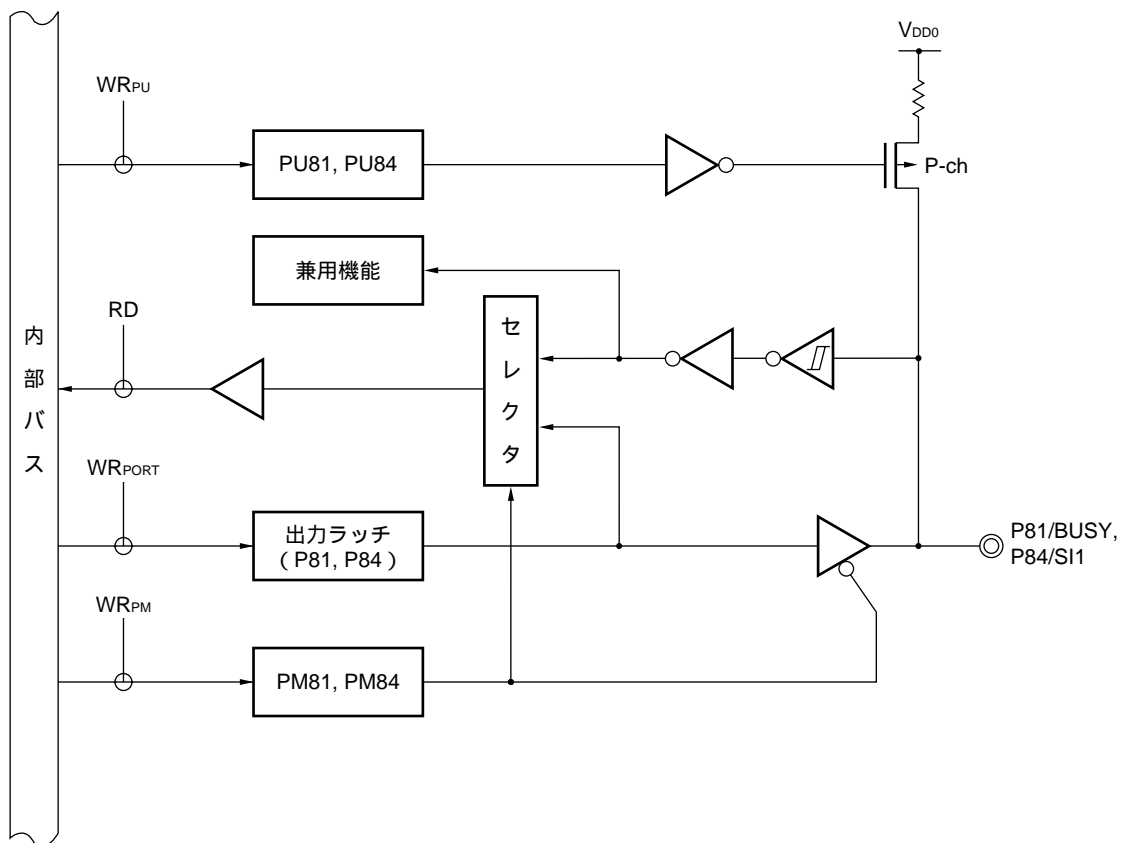 VDD0
WRPU
PU81, PU84
P-ch
兼用機能
RD
セレクタ
内部バス
WRPORT
出力ラッチ
（P81, P84）
P81/BUSY,
P84/SI1
WRPM
PM81, PM84